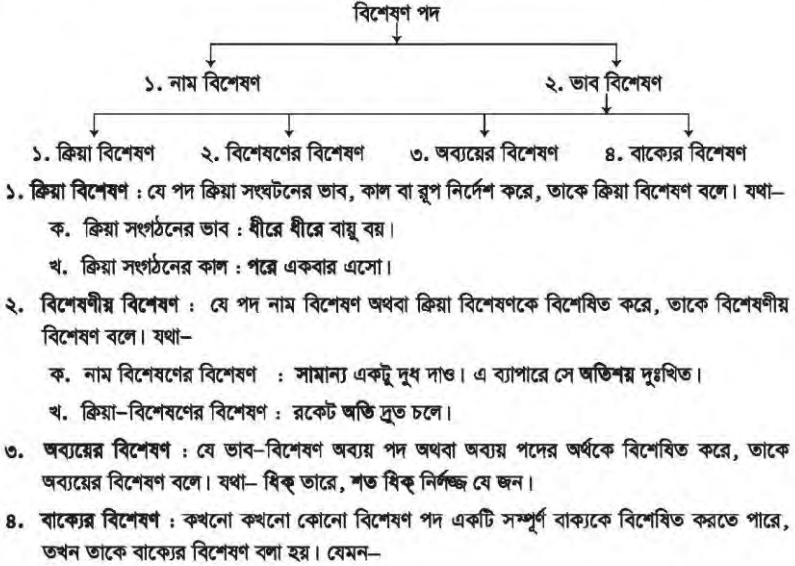 বিশেষণ পদ
১. নাম বিশেষণ ২. ভাব বিশেষণ
১. ক্রিয়া বিশেষণ ২. বিশেষণের বিশেষণ ৩. অব্যয়ের বিশেষণ ৪. বাক্যের বিশেষণ
১. ক্রিয়া বিশেষণ : যে পদ ক্রিয়া সংঘটনের ভাব, কাল বা রূপ নির্দেশ করে, তাকে ক্রিয়া বিশেষণ বলে। যথা–
ক. ক্রিয়া সংগঠনের ভাব : ধীরে ধীরে বায়ু বয়।
খ. ক্রিয়া সংগঠনের কাল : পরে একবার এসো।
২. বিশেষণীয় বিশেষণ : যে পদ নাম বিশেষণ অথবা ক্রিয়া বিশেষণকে বিশেষিত করে, তাকে বিশেষণীয়
বিশেষণ বলে। যথা–
ক. নাম বিশেষণের বিশেষণ : সামান্য একটু দুধ দাও। এ ব্যাপারে সে অতিশয় দুঃখিত।
খ. ক্রিয়া–বিশেষণের বিশেষণ : রকেট অতি দ্রুত চলে।
৩. অব্যয়ের বিশেষণ : যে ভাব–বিশেষণ অব্যয় পদ অথবা অব্যয় পদের অর্থকে বিশেষিত করে, তাকে
অব্যয়ের বিশেষণ বলে। যথা– ধিক্ তারে, শত ধিক্ নির্লজ্জ যে জন।
৪. বাক্যের বিশেষণ : কখনো কখনো কোনো বিশেষণ পদ একটি সম্পূর্ণ বাক্যকে বিশেষিত করতে পারে,
তখন তাকে বাক্যের বিশেষণ বলা হয়। যেমন–